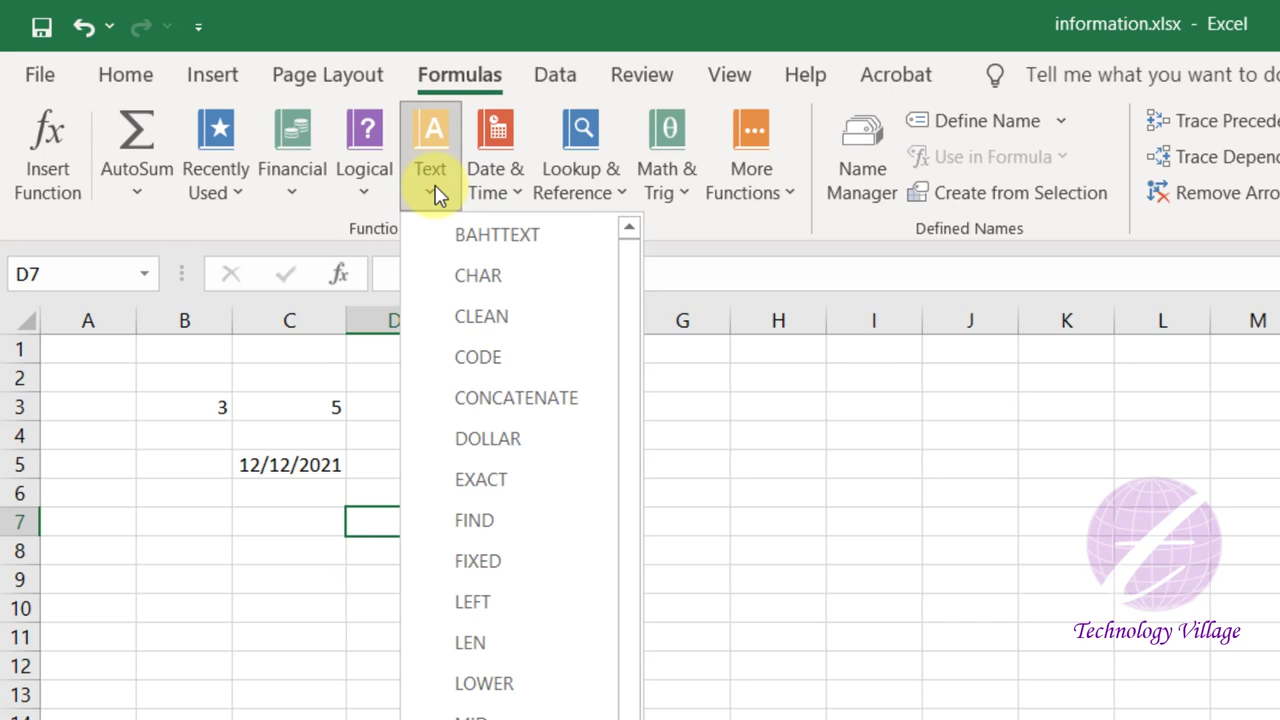 information.xlsx - Excel
File Home Insert Page Layout Formulas Data Review View Help Acrobat Tell me what you want to do
Insert Function
AutoSum
Recently Used
Financial
Logical
Text
Date & Time
Lookup & Reference
Math & Trig
More Functions
Name Manager
Define Name
Use in Formula
Create from Selection
Trace Precede
Trace Depend
Remove Arro
Functio
Defined Names
D7
fx
BAHTTEXT
CHAR
CLEAN
CODE
CONCATENATE
DOLLAR
EXACT
FIND
FIXED
LEFT
LEN
LOWER
A B C D G H I J K L M
1
2
3 3 5
4
5 12/12/2021
6
7
8
9
10
11
12
13
Technology Village